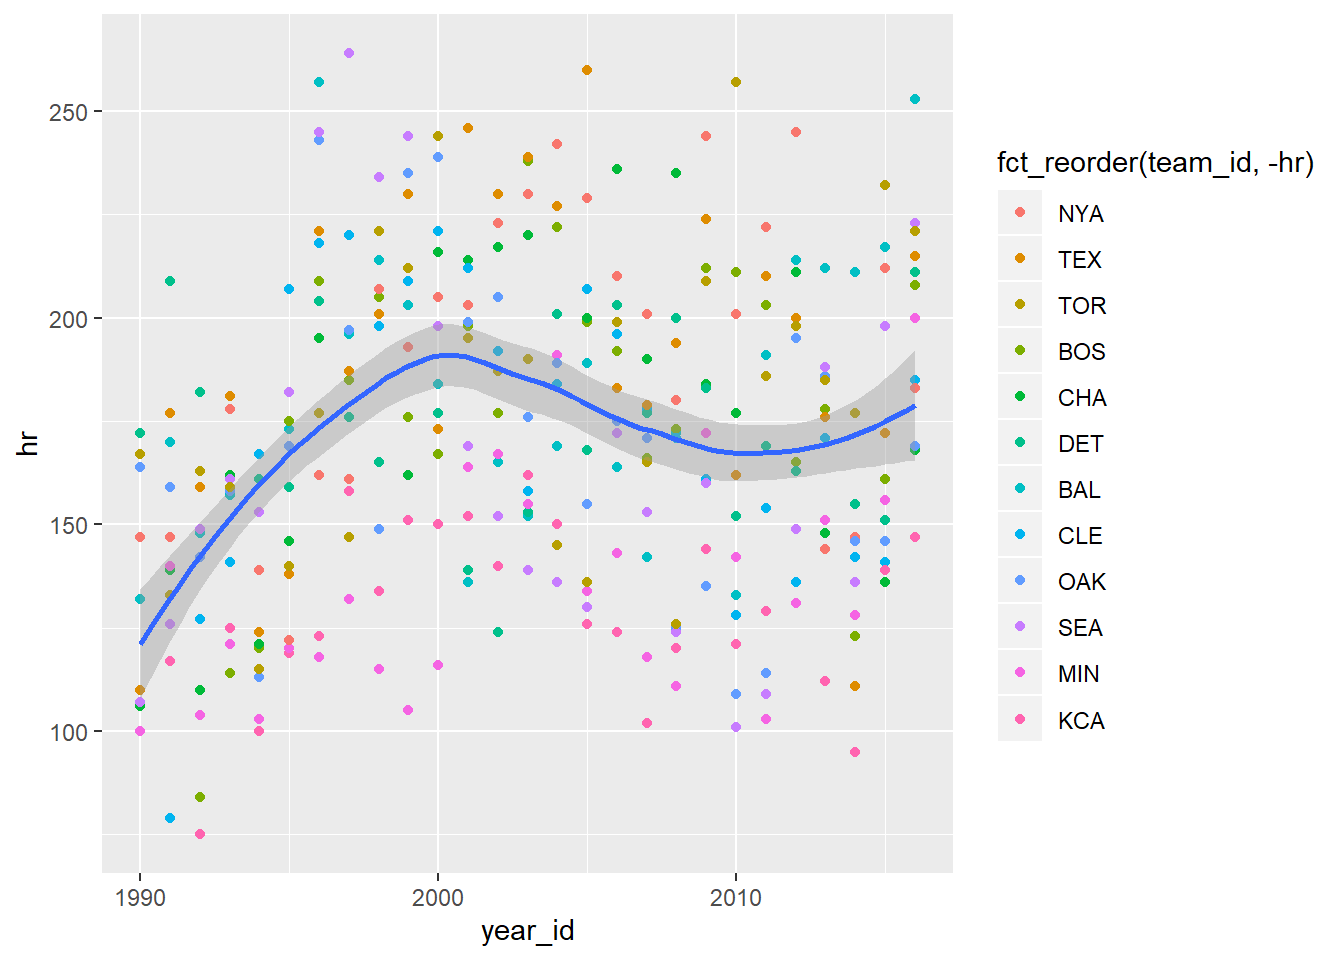 hr
250
200
150
100
1990 2000 2010
year_id
fct_reorder(team_id, -hr)
NYA
TEX
TOR
BOS
CHA
DET
BAL
CLE
OAK
SEA
MIN
KCA